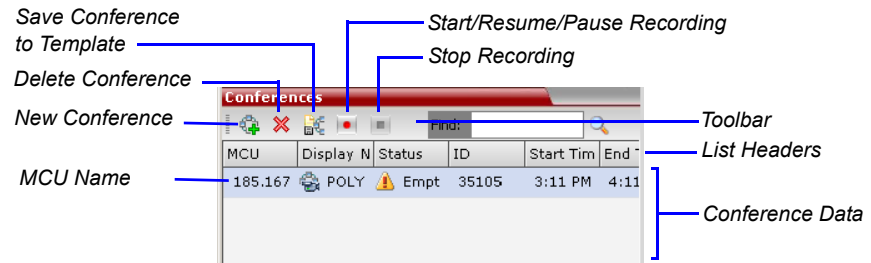 Save Conference
to Template
Start/Resume/Pause Recording
Stop Recording
Delete Conference
Conferences
New Conference
Find:
Toolbar
MCU Display N Status ID Start Tim End T
List Headers
MCU Name
185.167 POLY Empt 35105 3:11 PM 4:11
Conference Data